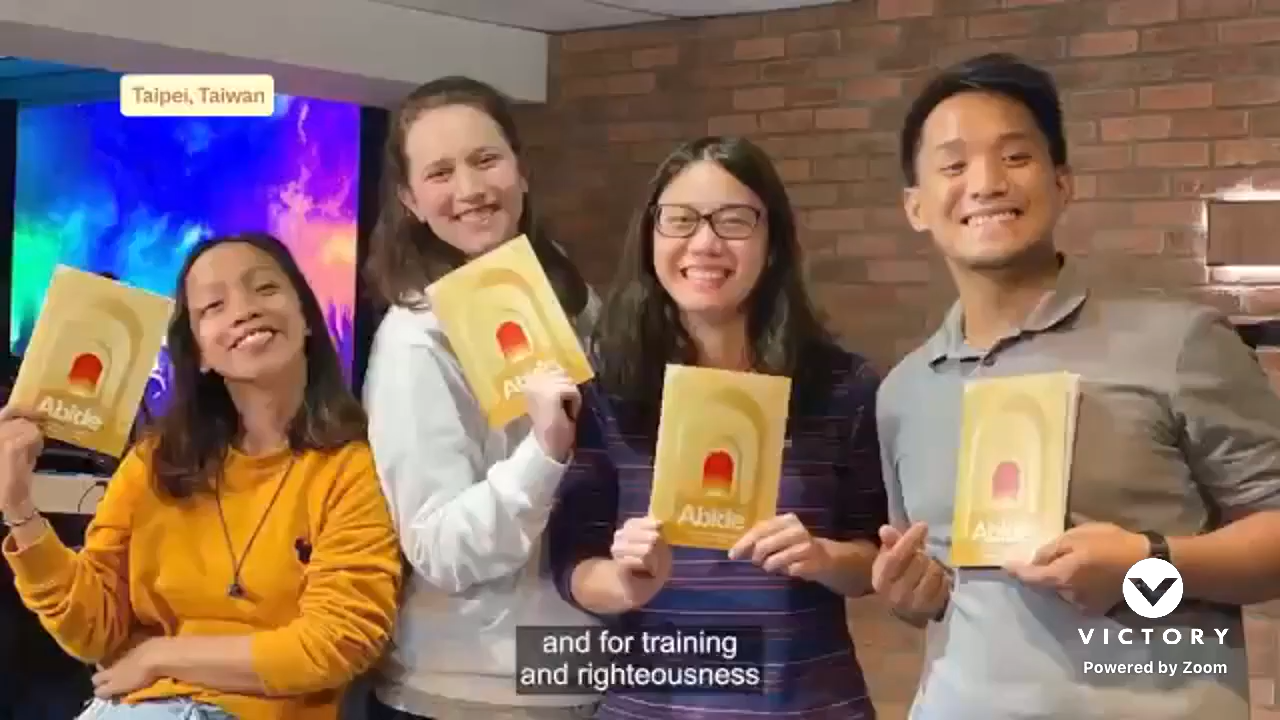 Taipei, Taiwan
Abide
Abide
Abide
Abide
and for training
and righteousness
VICTORY
Powered by Zoom